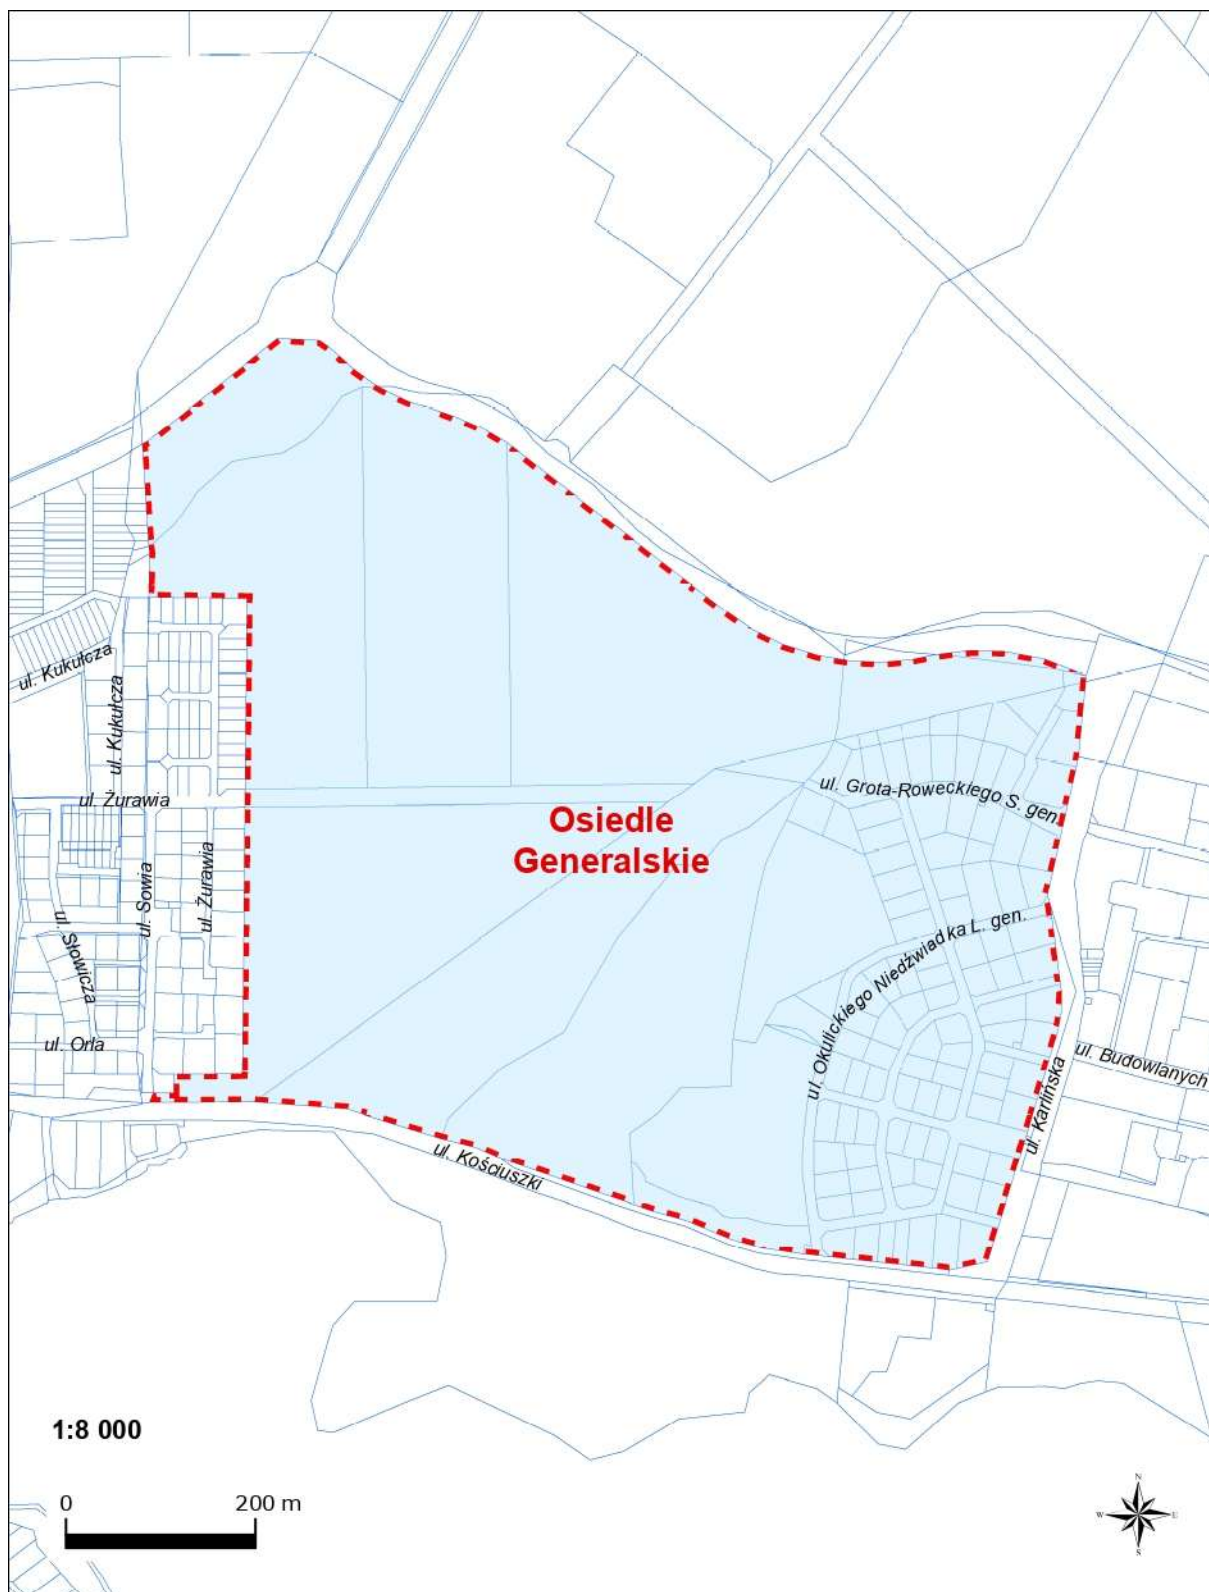 ul. Kukułcza
ul. Kukułcza
ul. Żurawia
ul. Grota-Roweckiego S. gen.
Osiedle
Generalskie
ul. Sowia
ul. Żurawia
ul. Słowicza
ul. Okulickiego Niedźwiadka L. gen.
ul. Orla
ul. Budowlanych
ul. Karlińska
ul. Kościuszki
1:8 000
0 200 m
N
W E
S